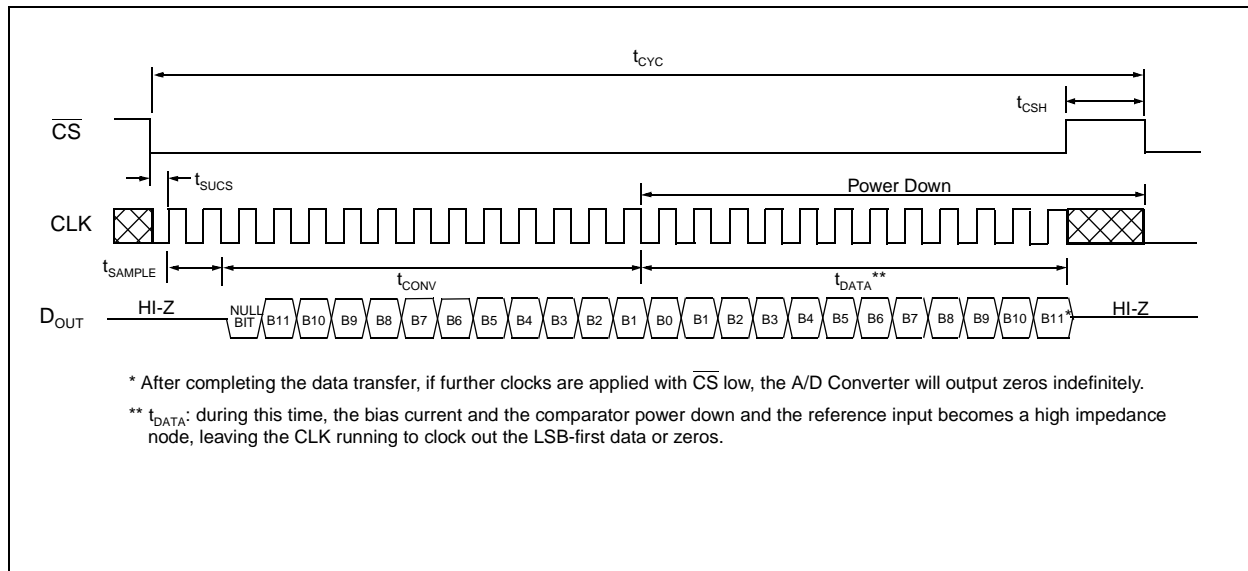 tCYC
tCSH
CS
tSUCS
Power Down
CLK
tSAMPLE
tCONV
tDATA**
DOUT
HI-Z
NULL BIT B11 B10 B9 B8 B7 B6 B5 B4 B3 B2 B1 B0 B1 B2 B3 B4 B5 B6 B7 B8 B9 B10 B11*
HI-Z
* After completing the data transfer, if further clocks are applied with CS low, the A/D Converter will output zeros indefinitely.
** tDATA: during this time, the bias current and the comparator power down and the reference input becomes a high impedance
node, leaving the CLK running to clock out the LSB-first data or zeros.